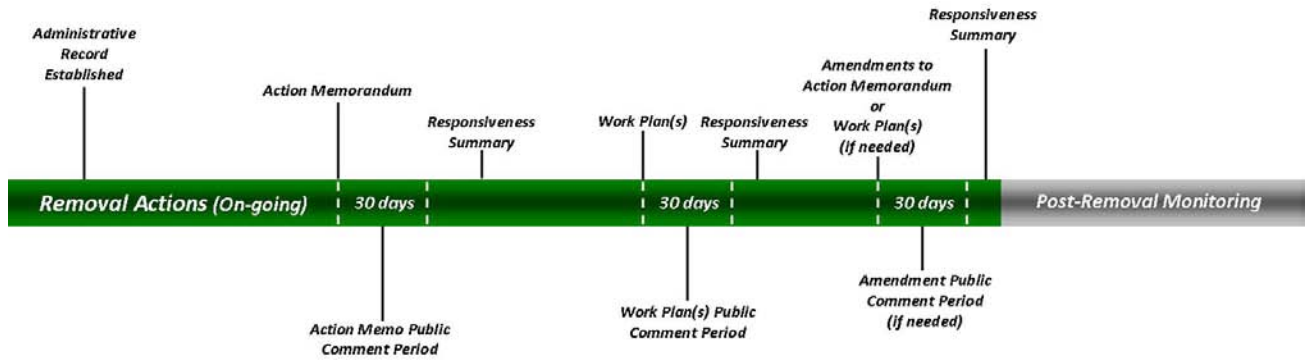 Administrative
Record
Established
Action Memorandum
Responsiveness
Summary
Work Plan(s)
Responsiveness
Summary
Amendments to
Action Memorandum
or
Work Plan(s)
(if needed)
Responsiveness
Summary
Removal Actions (On-going)
30 days
30 days
30 days
Post-Removal Monitoring
Action Memo Public
Comment Period
Work Plan(s) Public
Comment Period
Amendment Public
Comment Period
(if needed)